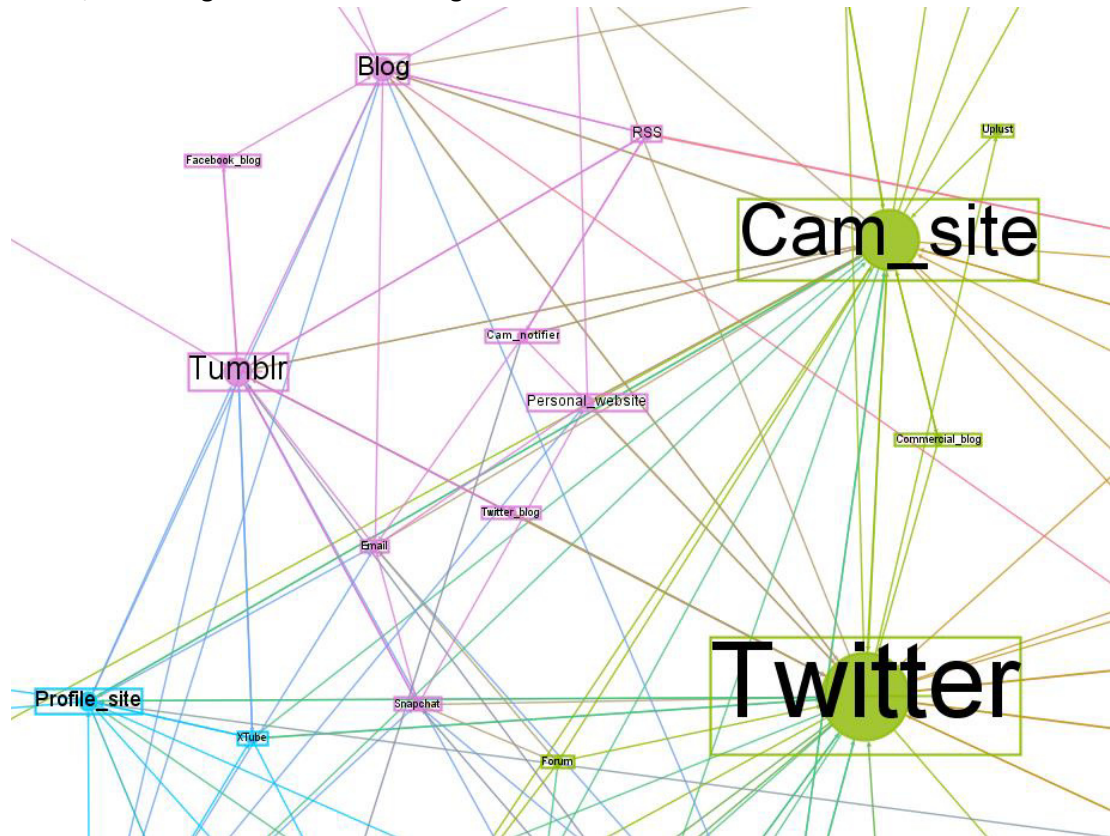 Blog
RSS
Uplust
Facebook_blog
Cam_site
Cam_notifier
Tumblr
Personal_website
Commercial_blog
Twitter_blog
Email
Twitter
Profile_site
Snapchat
XTube
Forum